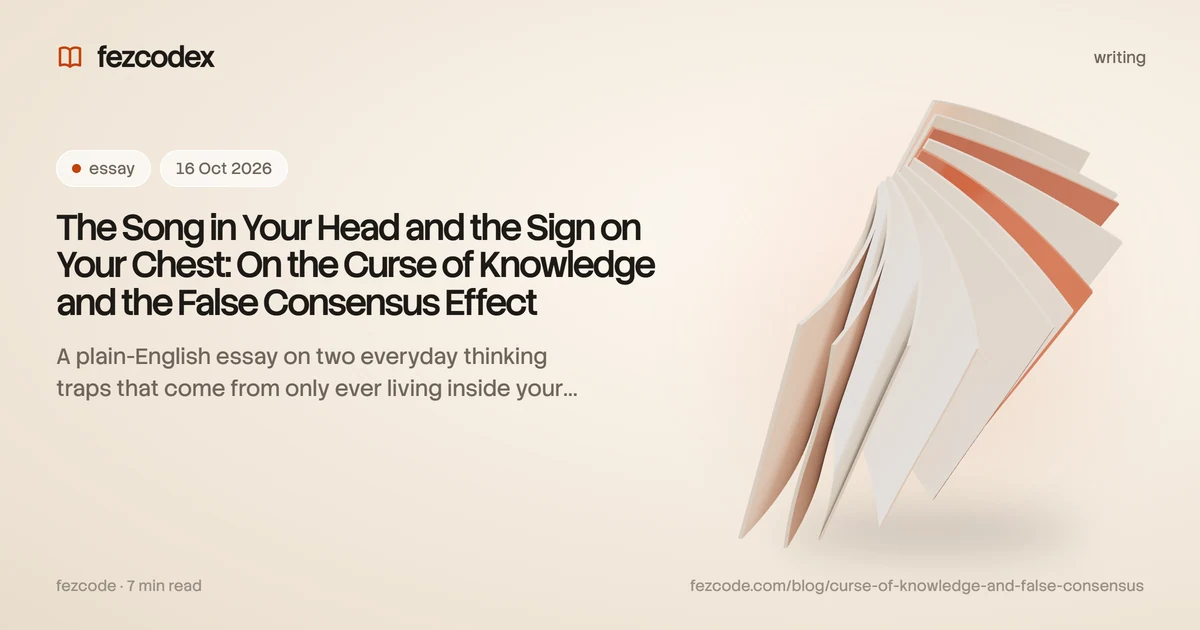 fezcodex
writing
essay
16 Oct 2026
The Song in Your Head and the Sign on
Your Chest: On the Curse of Knowledge
and the False Consensus Effect
A plain-English essay on two everyday thinking
traps that come from only ever living inside your...
fezcode · 7 min read
fezcode.com/blog/curse-of-knowledge-and-false-consensus